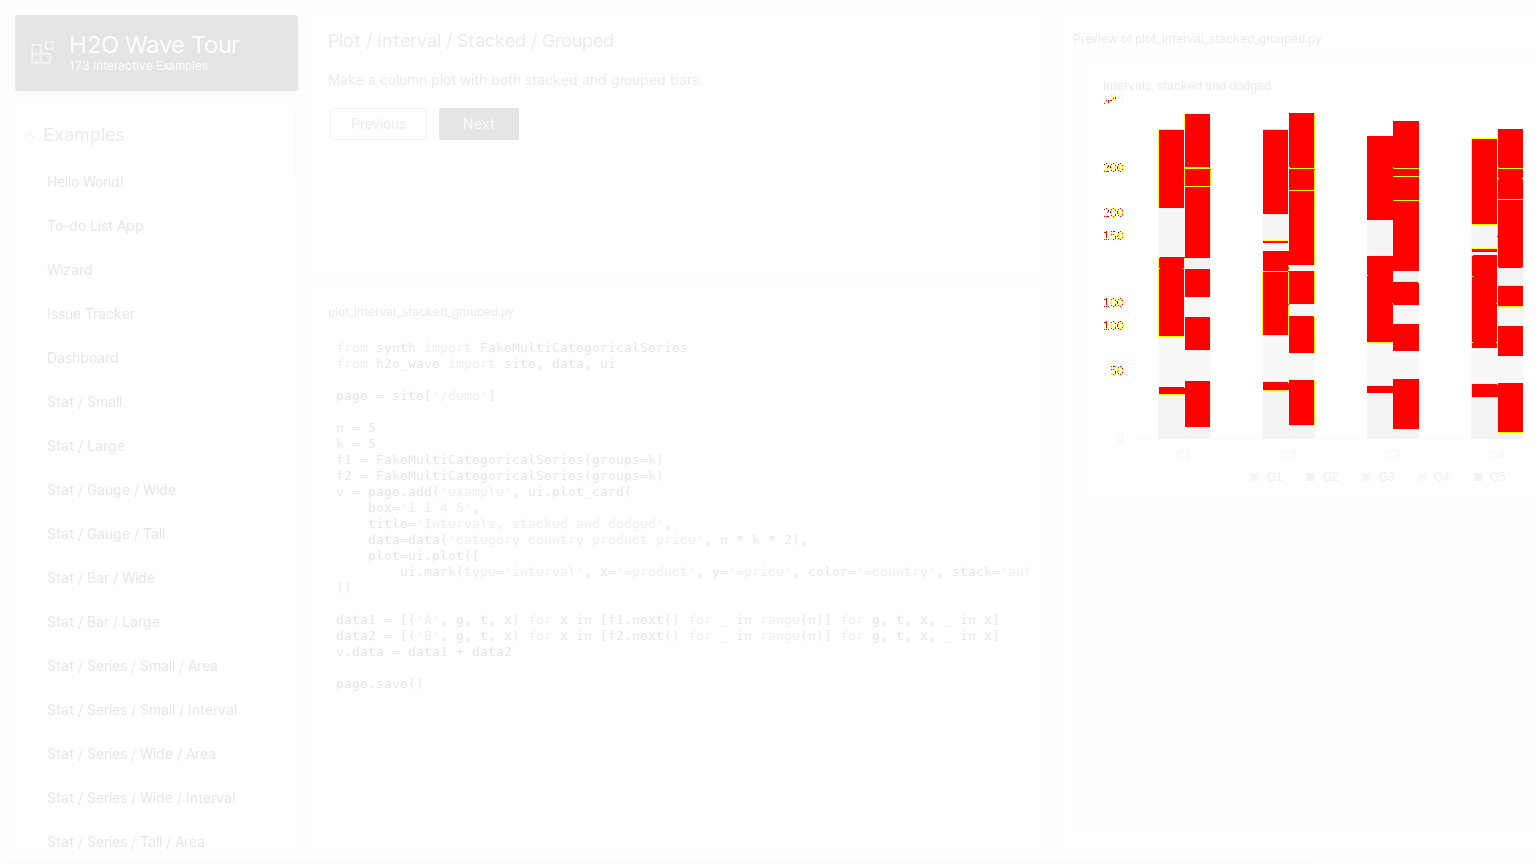 H2O Wave Tour
173 Interactive Examples
Examples
Hello World!
To-do List App
Wizard
Issue Tracker
Dashboard
Stat / Small
Stat / Large
Stat / Gauge / Wide
Stat / Gauge / Tall
Stat / Bar / Wide
Stat / Bar / Large
Stat / Series / Small / Area
Stat / Series / Small / Interval
Stat / Series / Wide / Area
Stat / Series / Wide / Interval
Stat / Series / Tall / Area
Plot / Interval / Stacked / Grouped
Make a column plot with both stacked and grouped bars.
Previous Next
plot_interval_stacked_grouped.py
from synth import FakeMultiCategoricalSeries
from h2o_wave import site, data, ui
page = site['/demo']
n = 5
k = 5
f1 = FakeMultiCategoricalSeries(groups=k)
f2 = FakeMultiCategoricalSeries(groups=k)
v = page.add('example', ui.plot_card(
    box='1 1 4 5',
    title='Intervals, stacked and dodged',
    data=data('category country product price', n * k * 2),
    plot=ui.plot([
        ui.mark(type='interval', x='=product', y='=price', color='=country', stack='aut
))
data1 = [('A', g, t, x) for x in [f1.next() for _ in range(n)] for g, t, x, _ in x]
data2 = [('B', g, t, x) for x in [f2.next() for _ in range(n)] for g, t, x, _ in x]
v.data = data1 + data2
page.save()
Preview of plot_interval_stacked_grouped.py
Intervals, stacked and dodged
200
200
150
100
100
50
0
C1 C2 C3 C4
G1 G2 G3 G4 G5